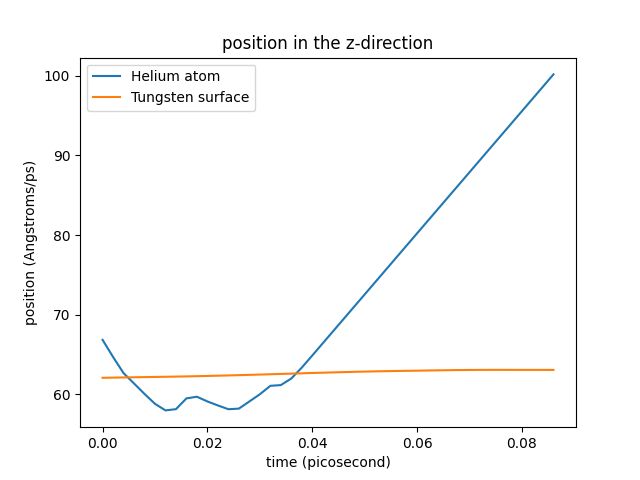 position in the z-direction
Helium atom
Tungsten surface
position (Angstroms/ps)
100
90
80
70
60
0.00
0.02
0.04
0.06
0.08
time (picosecond)